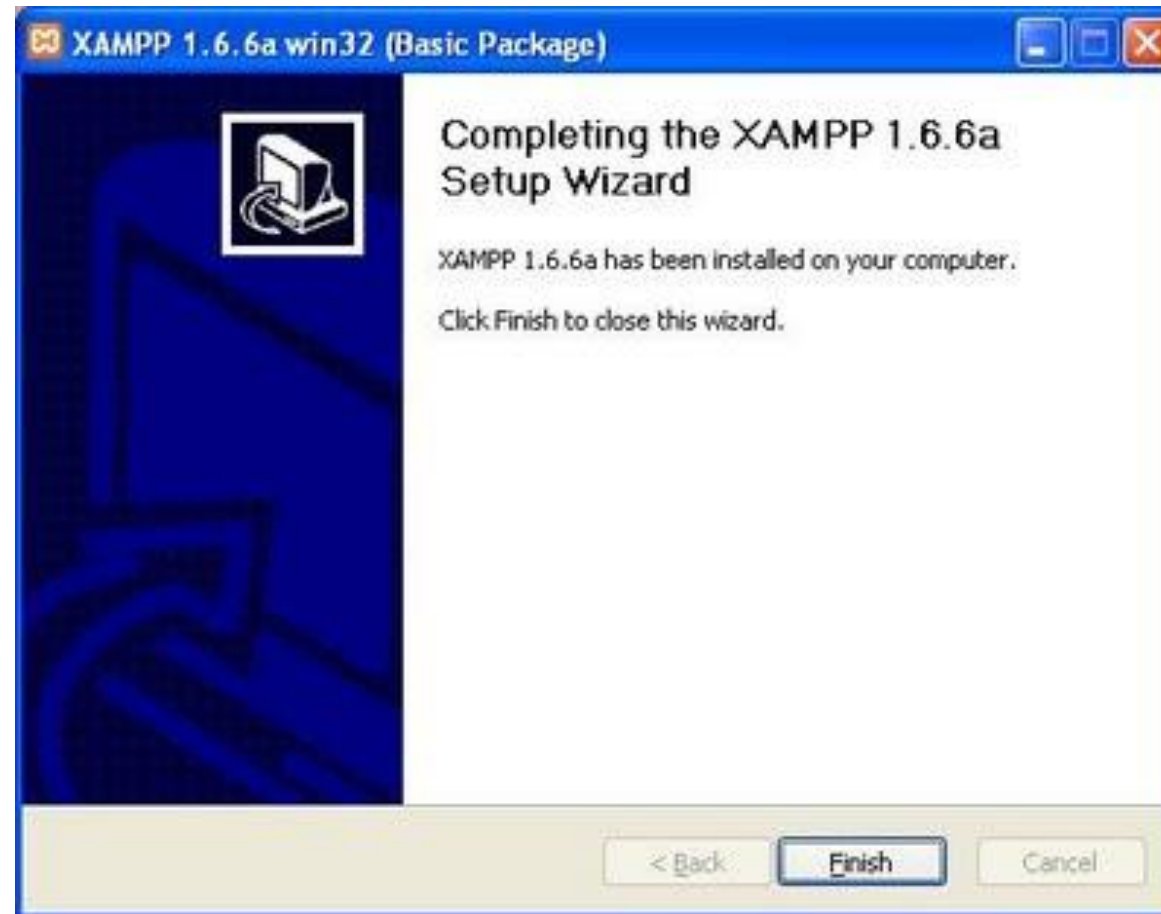 XAMPP 1.6.6a win32 (Basic Package)
Completing the XAMPP 1.6.6a
Setup Wizard
XAMPP 1.6.6a has been installed on your computer.
Click Finish to close this wizard.
< Back
Finish
Cancel